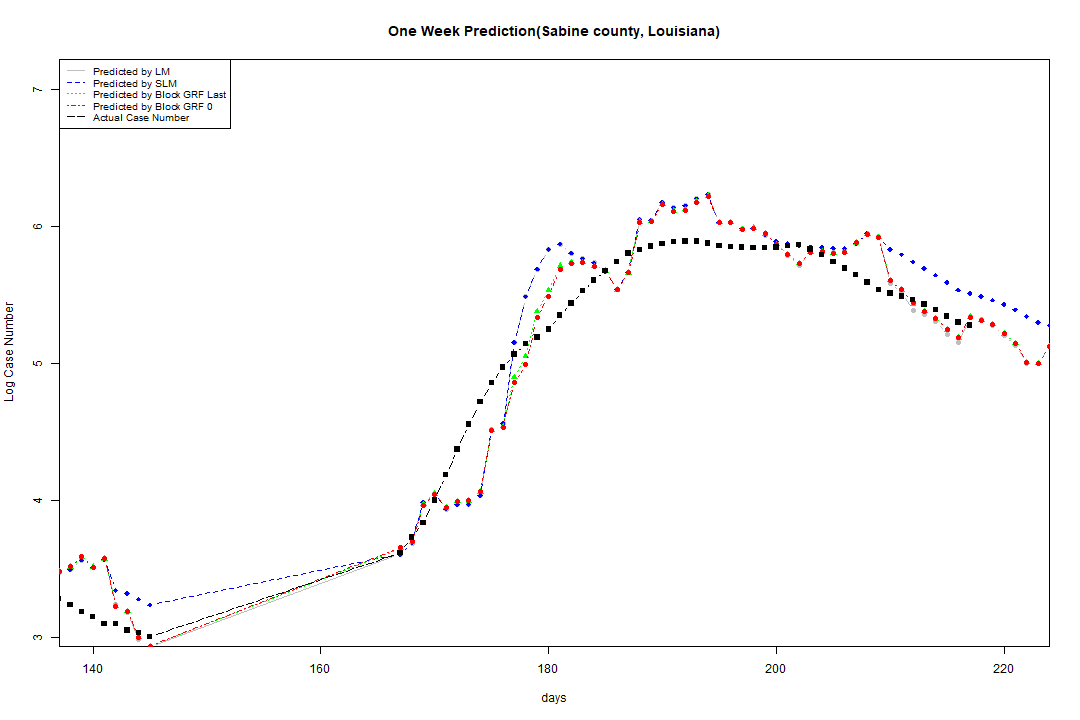 One Week Prediction(Sabine county, Louisiana)
Predicted by LM
Predicted by SLM
Predicted by Block GRF Last
Predicted by Block GRF 0
Actual Case Number
7
6
5
4
3
Log Case Number
140 160 180 200 220
days